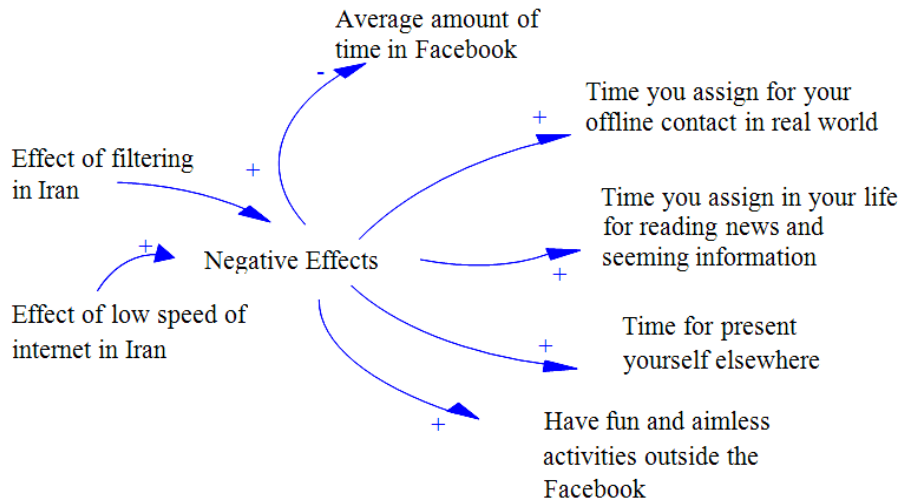 Average amount of
time in Facebook
-
Time you assign for your
offline contact in real world
+
Effect of filtering
in Iran
+
Time you assign in your life
for reading news and
seeming information
+
+
Negative Effects
Effect of low speed of
internet in Iran
Time for present
yourself elsewhere
+
Have fun and aimless
activities outside the
Facebook
+